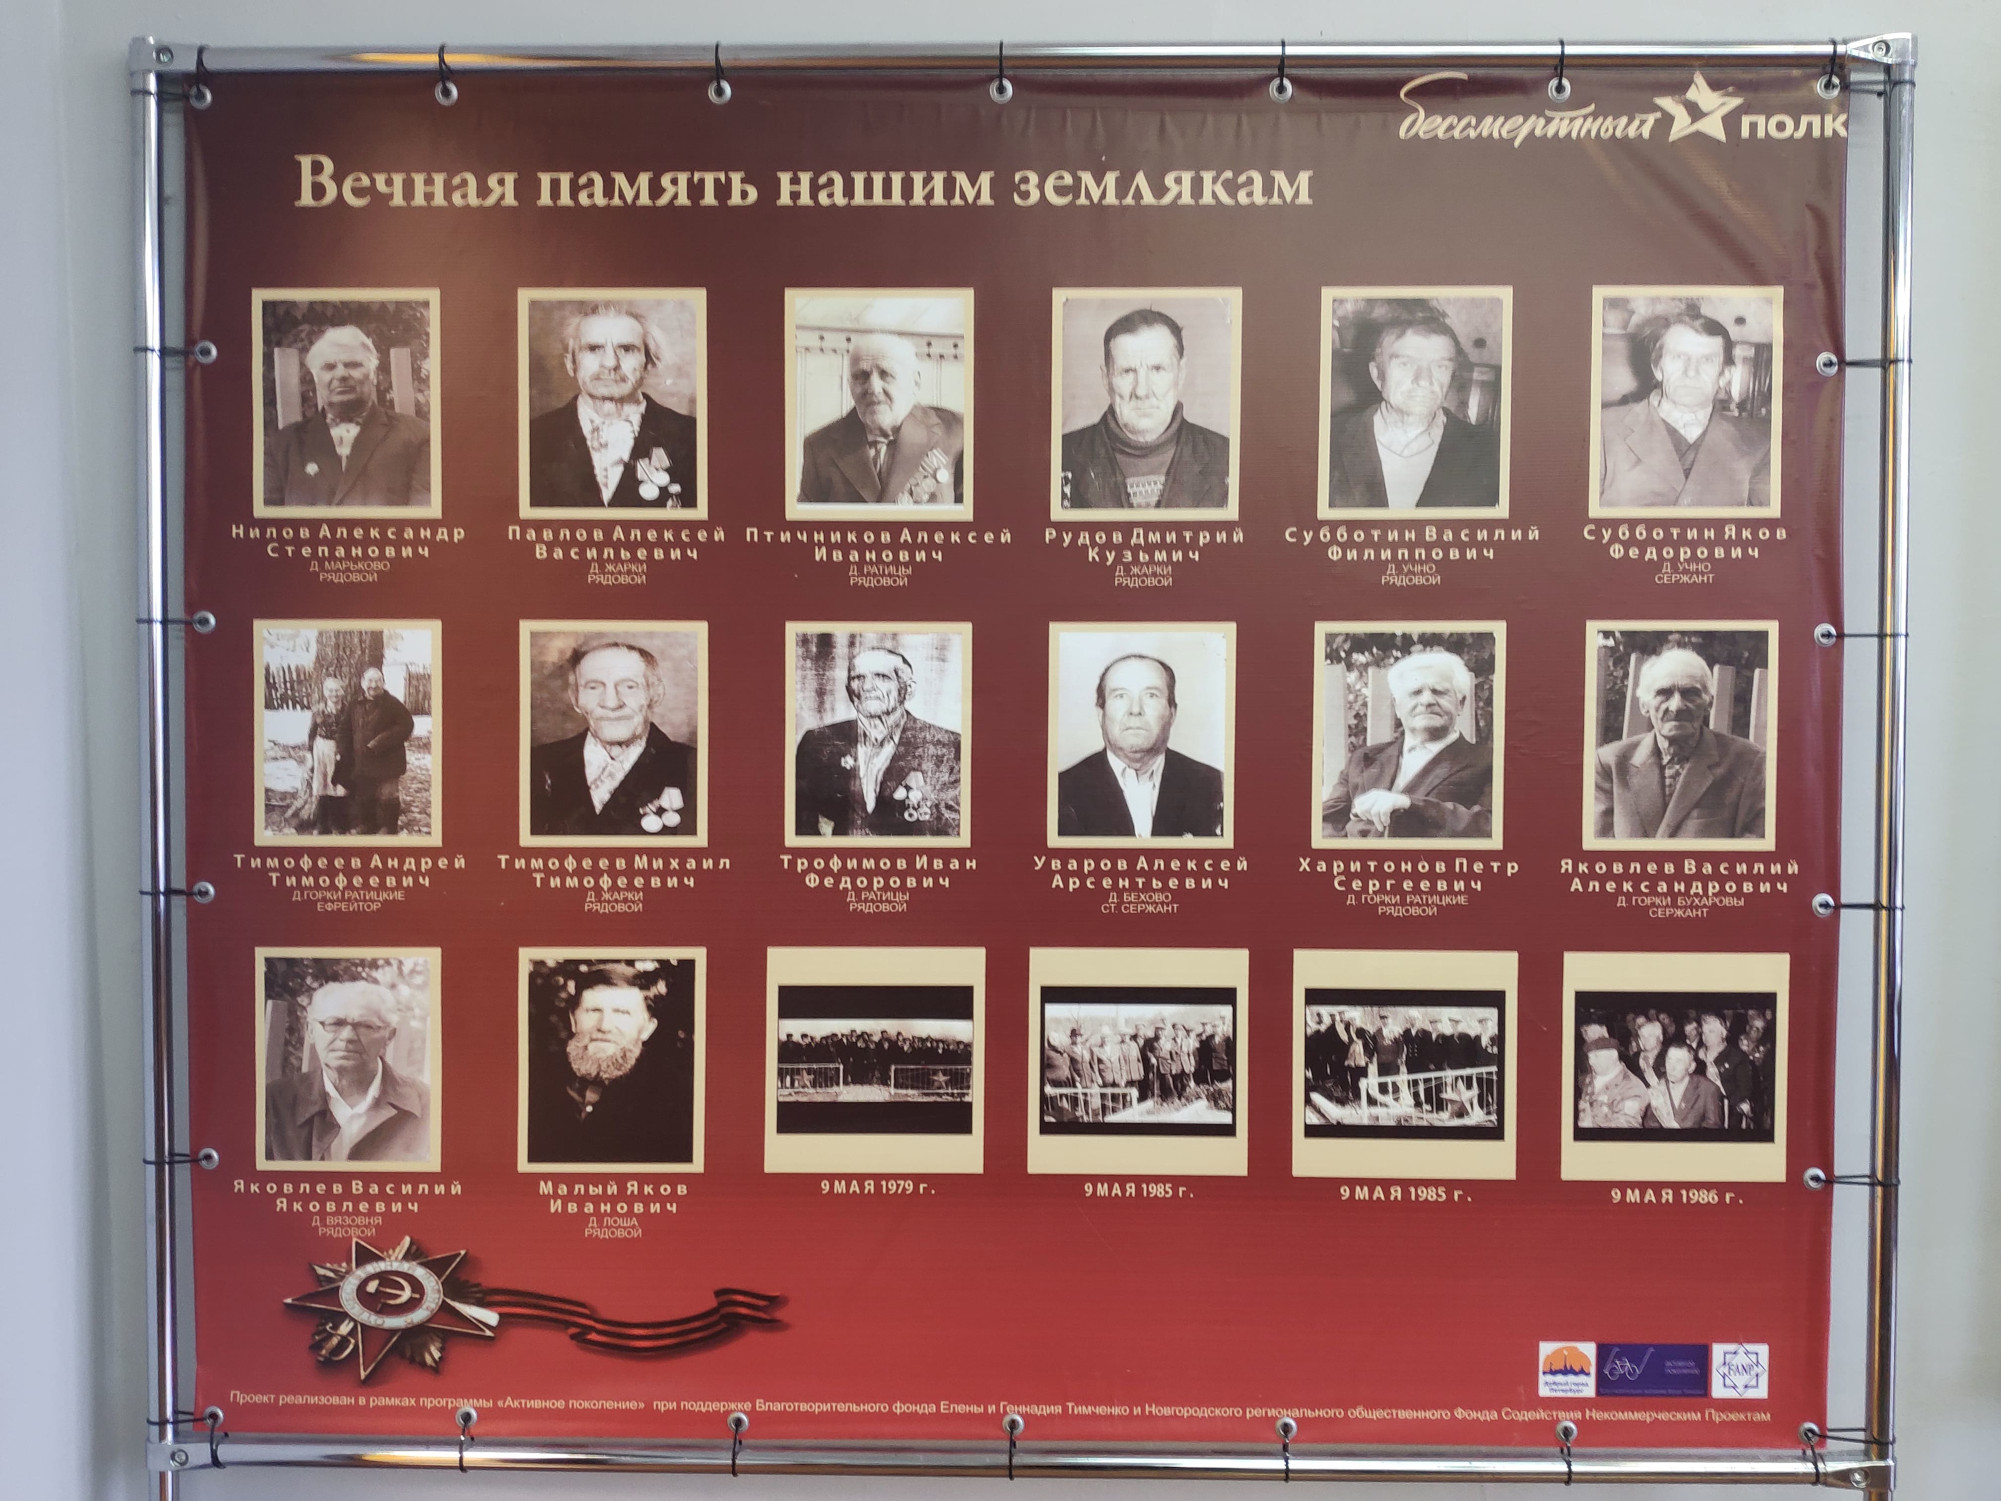 бессмертный полк
Вечная память нашим землякам
Нилов Александр
Степанович
Д. МАРЬКОВО
РЯДОВОЙ
Павлов Алексей
Васильевич
Д. ЖАРКИ
РЯДОВОЙ
Птичников Алексей
Иванович
Д. РАТИЦЫ
РЯДОВОЙ
Рудов Дмитрий
Кузьмич
Д. ЖАРКИ
РЯДОВОЙ
Субботин Василий
Филиппович
Д. УЧНО
РЯДОВОЙ
Субботин Яков
Федорович
Д. УЧНО
СЕРЖАНТ
Тимофеев Андрей
Тимофеевич
Д.ГОРКИ РАТИЦКИЕ
ЕФРЕЙТОР
Тимофеев Михаил
Тимофеевич
Д. ЖАРКИ
РЯДОВОЙ
Трофимов Иван
Федорович
Д. РАТИЦЫ
РЯДОВОЙ
Уваров Алексей
Арсентьевич
Д. БЕХОВО
СТ. СЕРЖАНТ
Харитонов Петр
Сергеевич
Д. ГОРКИ РАТИЦКИЕ
РЯДОВОЙ
Яковлев Василий
Александрович
Д. ГОРКИ БУХАРОВЫ
СЕРЖАНТ
Яковлев Василий
Яковлевич
Д. ВЯЗОВНЯ
РЯДОВОЙ
Малый Яков
Иванович
Д. ЛОША
РЯДОВОЙ
9 МАЯ 1979 г.
9 МАЯ 1985 г.
9 МАЯ 1985 г.
9 МАЯ 1986 г.
Добрый город
Петербург
Проект реализован в рамках программы «Активное поколение» при поддержке Благотворительного фонда Елены и Геннадия Тимченко и Новгородского регионального общественного Фонда Содействия Некоммерческим Проектам